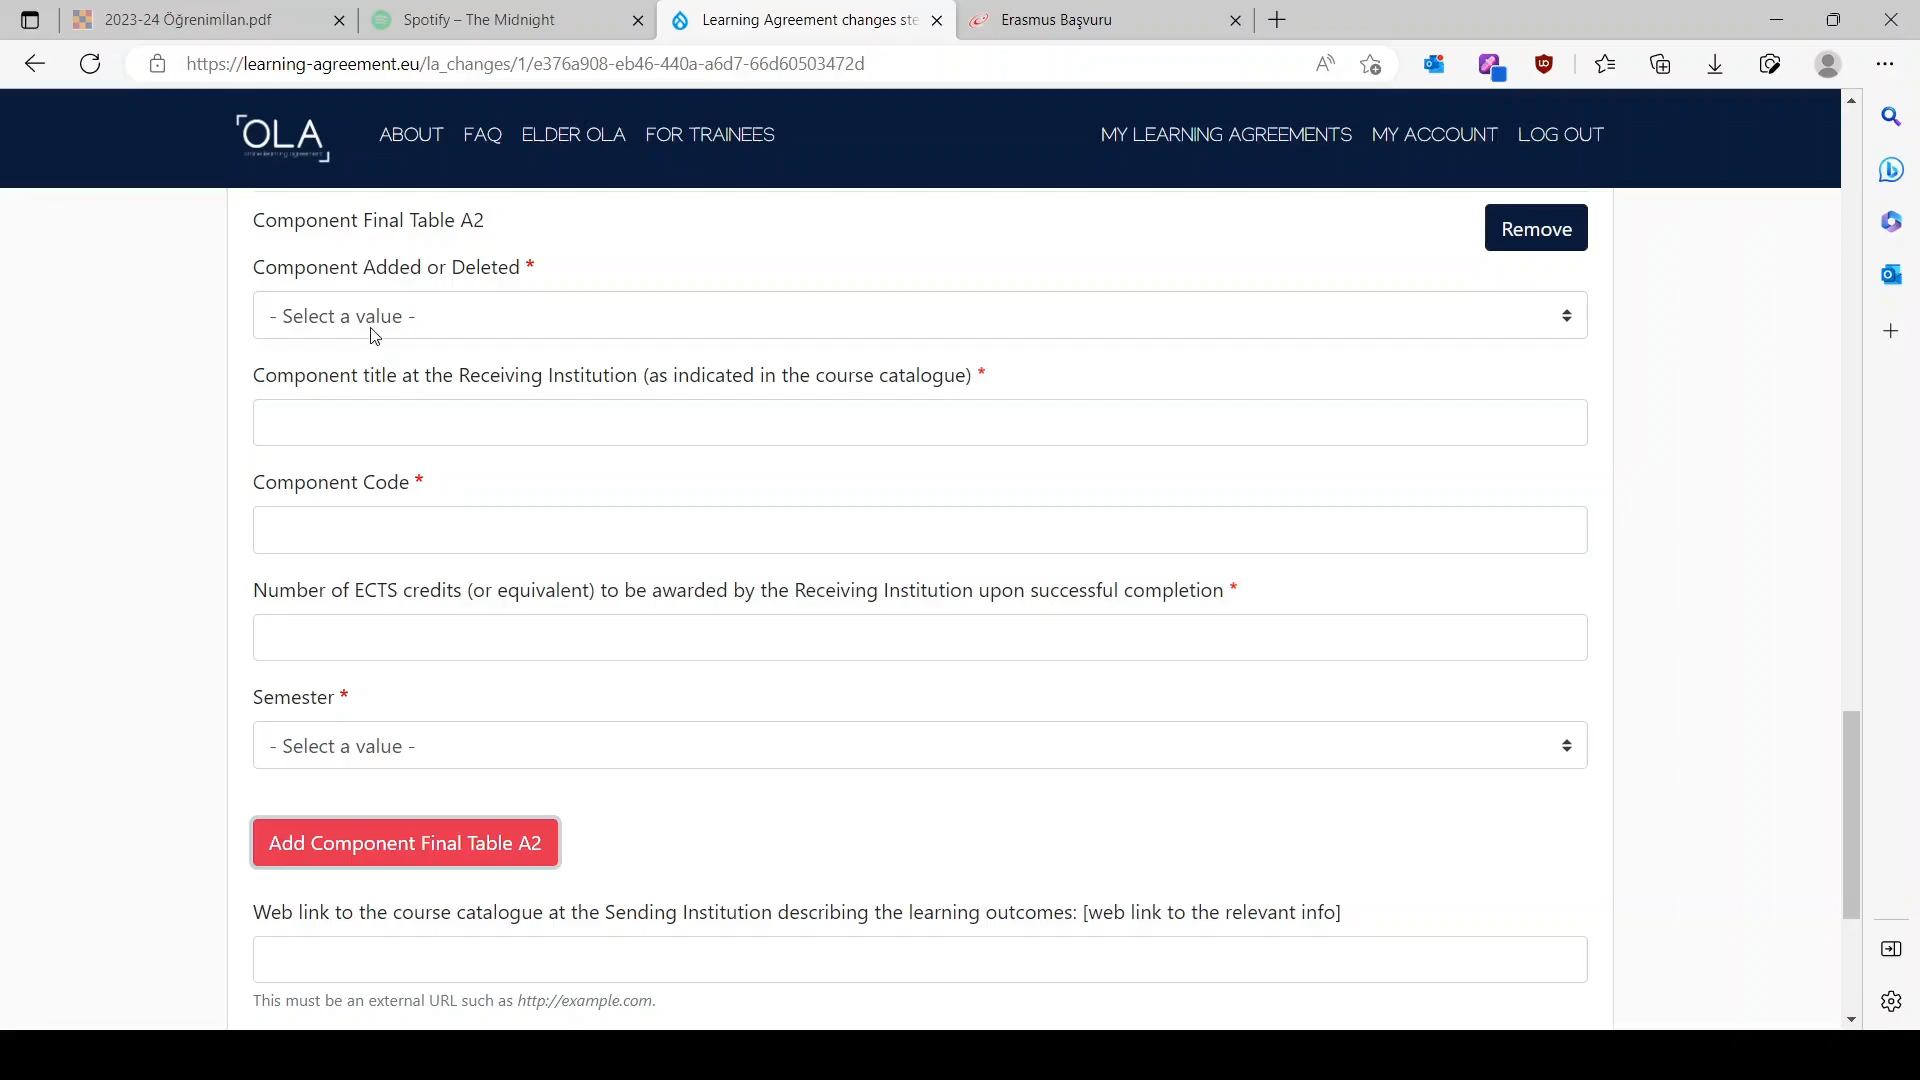 2023-24 Öğrenimİlan.pdf
Spotify – The Midnight
Learning Agreement changes ste
Erasmus Başvuru
https://learning-agreement.eu/la_changes/1/e376a908-eb46-440a-a6d7-66d60503472d
OLA
online learning agreement
ABOUT
FAQ
ELDER OLA
FOR TRAINEES
MY LEARNING AGREEMENTS
MY ACCOUNT
LOG OUT
Component Final Table A2
Remove
Component Added or Deleted *
- Select a value -
Component title at the Receiving Institution (as indicated in the course catalogue) *
Component Code *
Number of ECTS credits (or equivalent) to be awarded by the Receiving Institution upon successful completion *
Semester *
- Select a value -
Add Component Final Table A2
Web link to the course catalogue at the Sending Institution describing the learning outcomes: [web link to the relevant info]
This must be an external URL such as http://example.com.